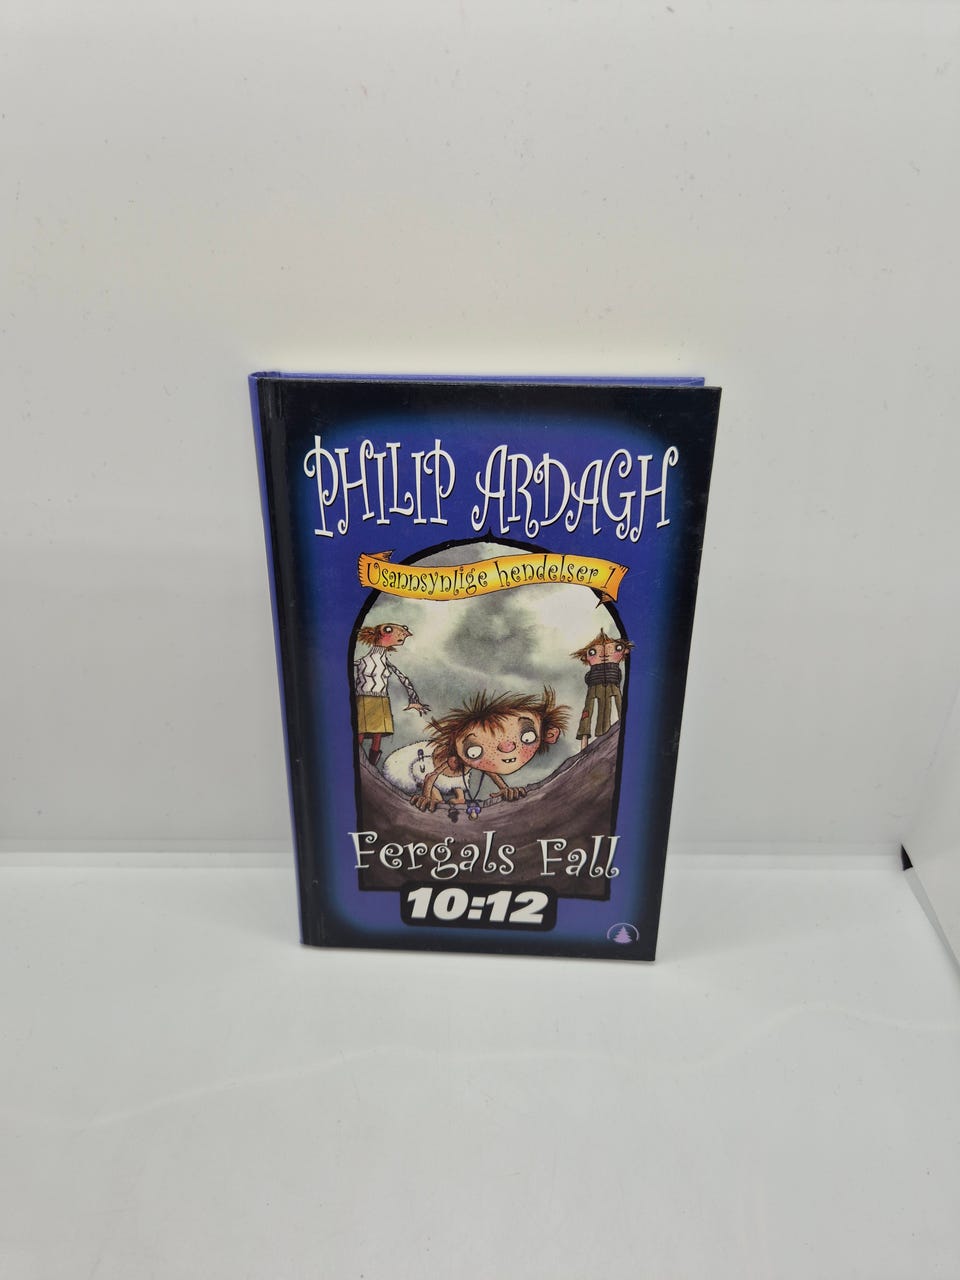 PHILIP ARDAGH
Usannsynlige hendelser 1
Fergals Fall
10:12